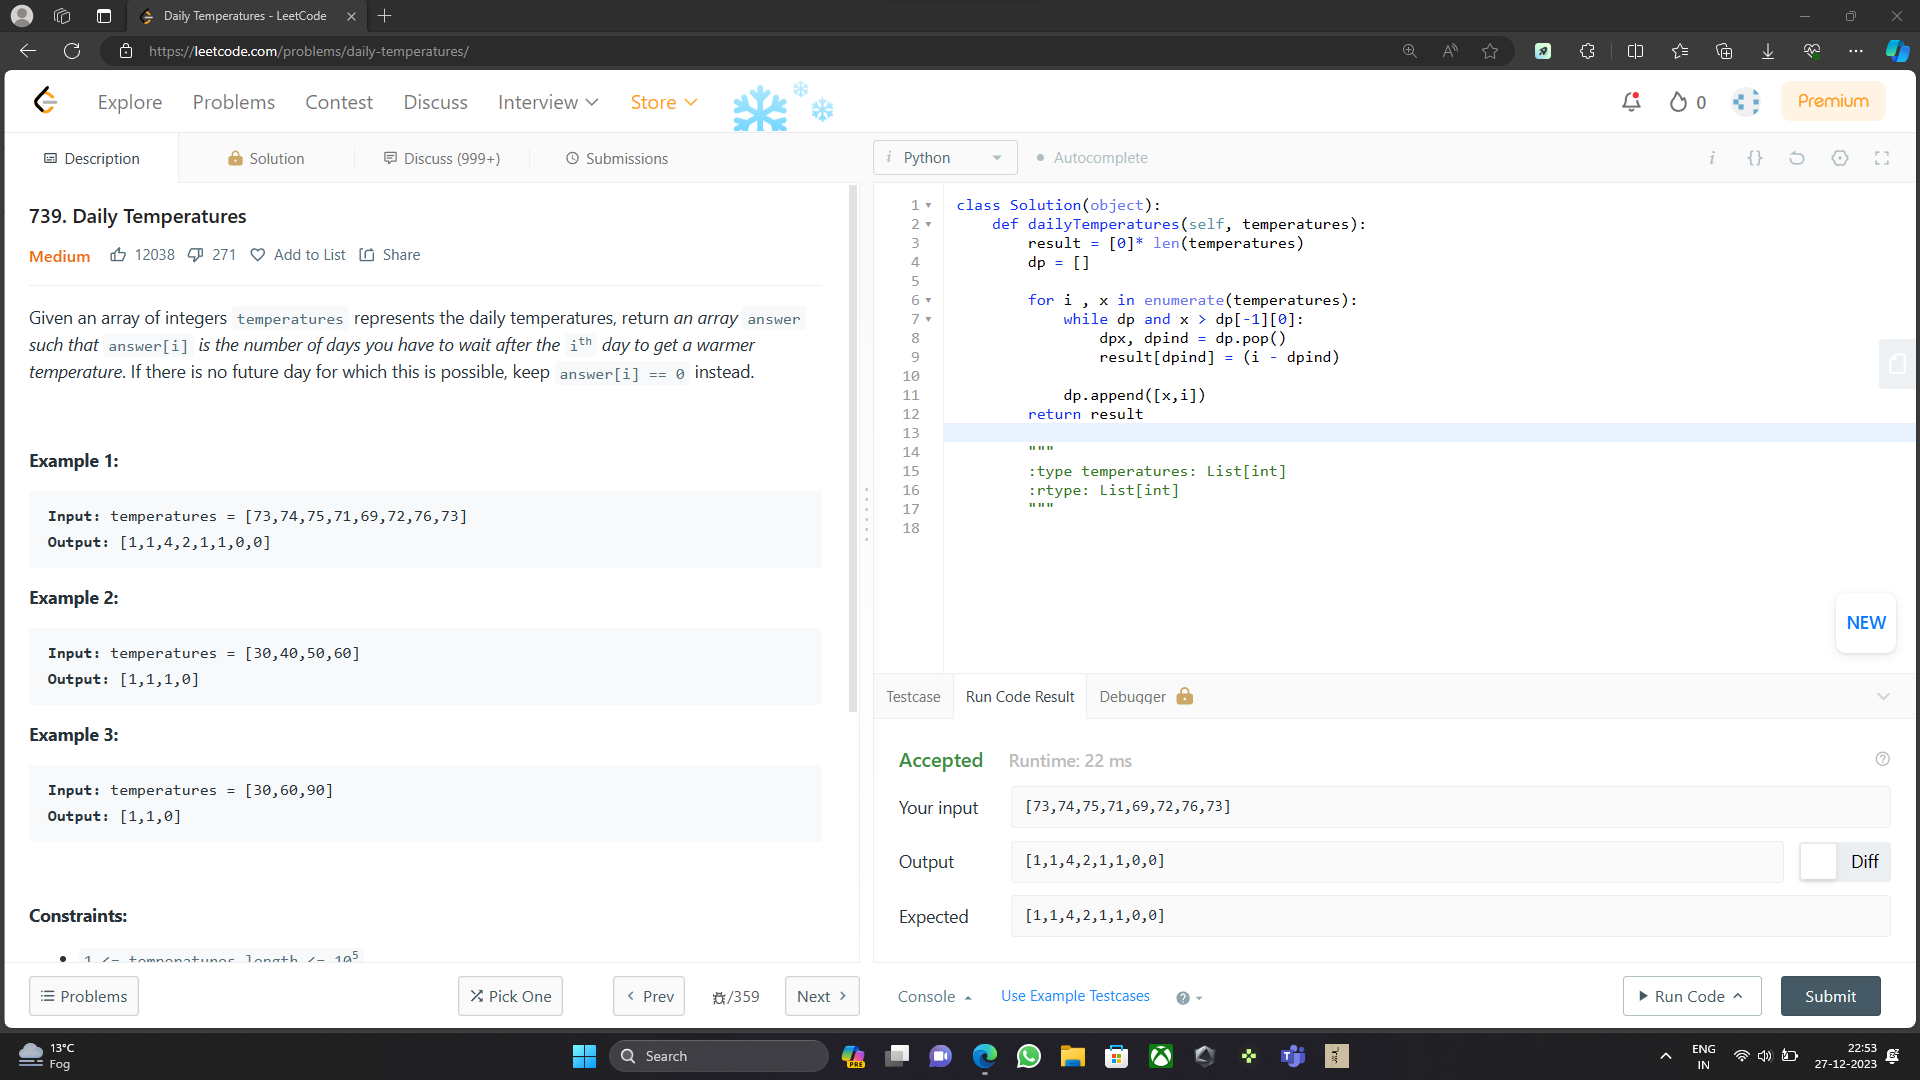 Daily Temperatures - LeetCode
https://leetcode.com/problems/daily-temperatures/
Explore Problems Contest Discuss Interview Store
0 Premium
Description Solution Discuss (999+) Submissions
739. Daily Temperatures
Medium 12038 271 Add to List Share
Given an array of integers temperatures represents the daily temperatures, return an array answer
such that answer[i] is the number of days you have to wait after the ith day to get a warmer
temperature. If there is no future day for which this is possible, keep answer[i] == 0 instead.
Example 1:
Input: temperatures = [73,74,75,71,69,72,76,73]
Output: [1,1,4,2,1,1,0,0]
Example 2:
Input: temperatures = [30,40,50,60]
Output: [1,1,1,0]
Example 3:
Input: temperatures = [30,60,90]
Output: [1,1,0]
Constraints:
1 <= temperatures.length <= 10^5
Problems Pick One Prev /359 Next
i Python Autocomplete
i {}
1 class Solution(object):
2 def dailyTemperatures(self, temperatures):
3 result = [0]* len(temperatures)
4 dp = []
5
6 for i , x in enumerate(temperatures):
7 while dp and x > dp[-1][0]:
8 dpx, dpind = dp.pop()
9 result[dpind] = (i - dpind)
10
11 dp.append([x,i])
12 return result
13
14 """
15 :type temperatures: List[int]
16 :rtype: List[int]
17 """
18
NEW
Testcase Run Code Result Debugger
Accepted Runtime: 22 ms
Your input [73,74,75,71,69,72,76,73]
Output [1,1,4,2,1,1,0,0] Diff
Expected [1,1,4,2,1,1,0,0]
Console Use Example Testcases
Run Code Submit
13°C
Fog
PRE
Search
ENG
IN
22:53
27-12-2023